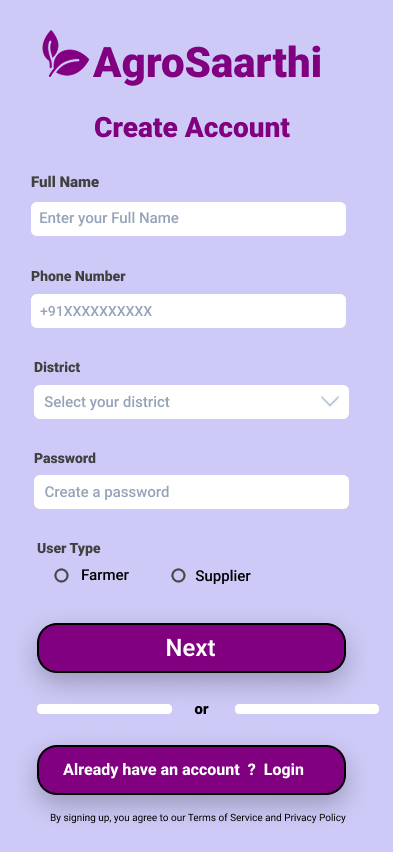 AgroSaarthi
Create Account
Full Name
Enter your Full Name
Phone Number
+91XXXXXXXXXX
District
Select your district
Password
Create a password
User Type
Farmer Supplier
Next
or
Already have an account ? Login
By signing up, you agree to our Terms of Service and Privacy Policy